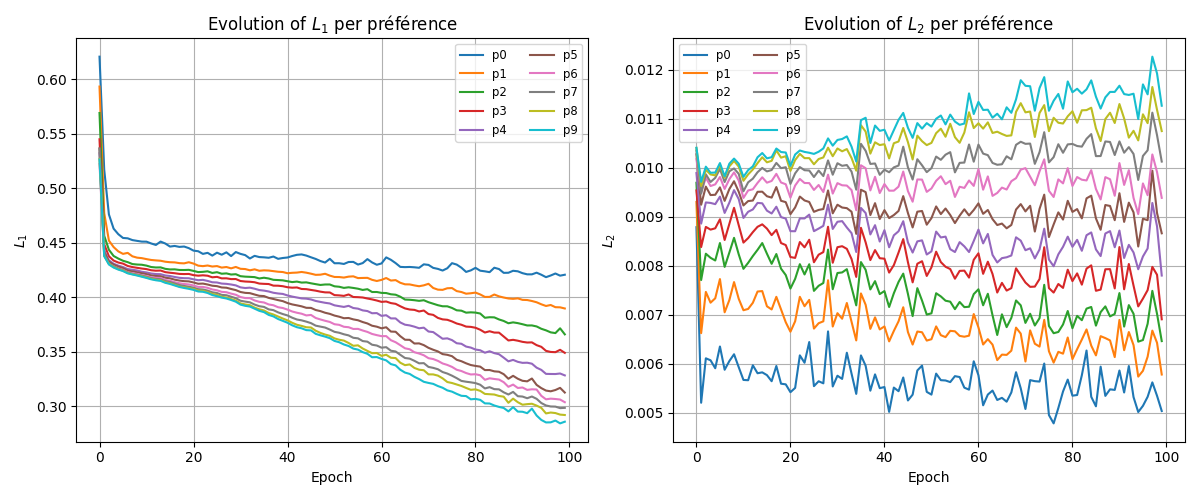 Evolution of L₁ per préférence
L₁
0.60
0.55
0.50
0.45
0.40
0.35
0.30
p0 p5
p1 p6
p2 p7
p3 p8
p4 p9
0 20 40 60 80 100
Epoch
Evolution of L₂ per préférence
L₂
0.012
0.011
0.010
0.009
0.008
0.007
0.006
0.005
p0 p5
p1 p6
p2 p7
p3 p8
p4 p9
0 20 40 60 80 100
Epoch